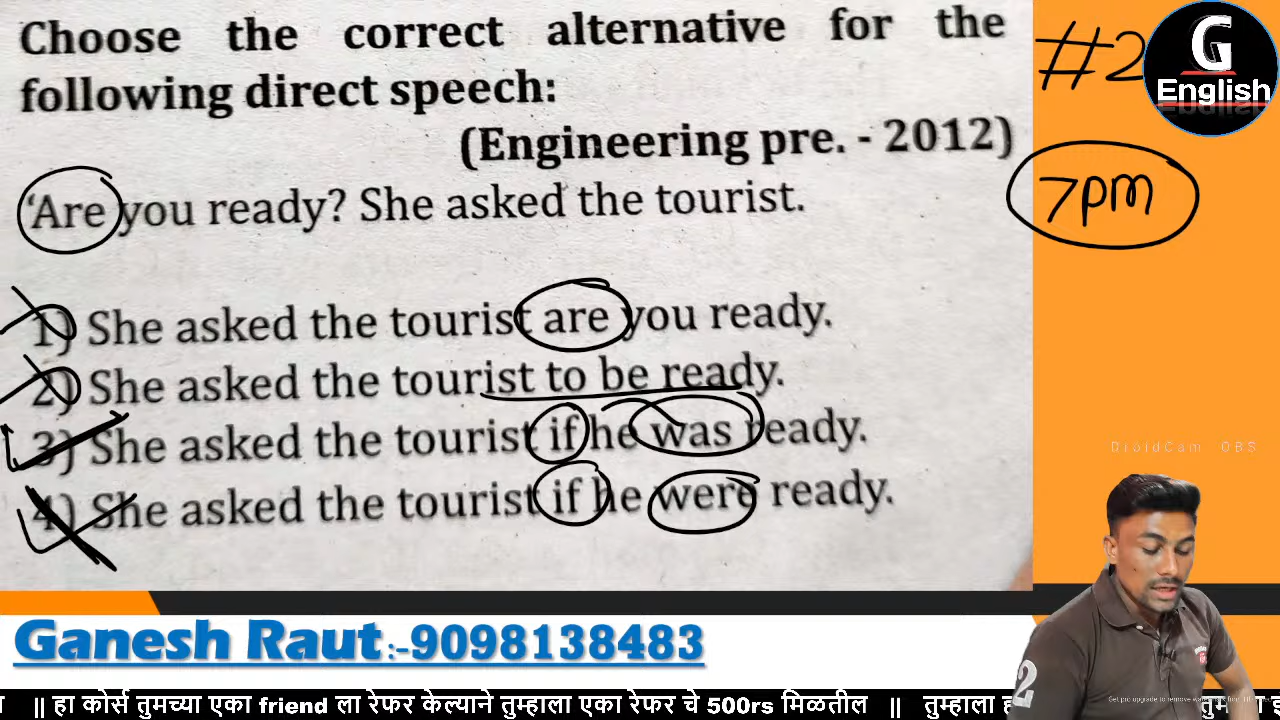 Choose the correct alternative for the
following direct speech:
(Engineering pre. - 2012)
'Are you ready? She asked the tourist.
1) She asked the tourist are you ready.
2) She asked the tourist to be ready.
3) She asked the tourist if he was ready.
4) She asked the tourist if he were ready.
#2
G
English
7pm
DroidCam OBS
2
Ganesh Raut:-9098138483
|| हा कोर्स तुमच्या एका friend ला रेफर केल्याने तुम्हाला एका रेफर चे 500rs मिळतील || तुम्हाला